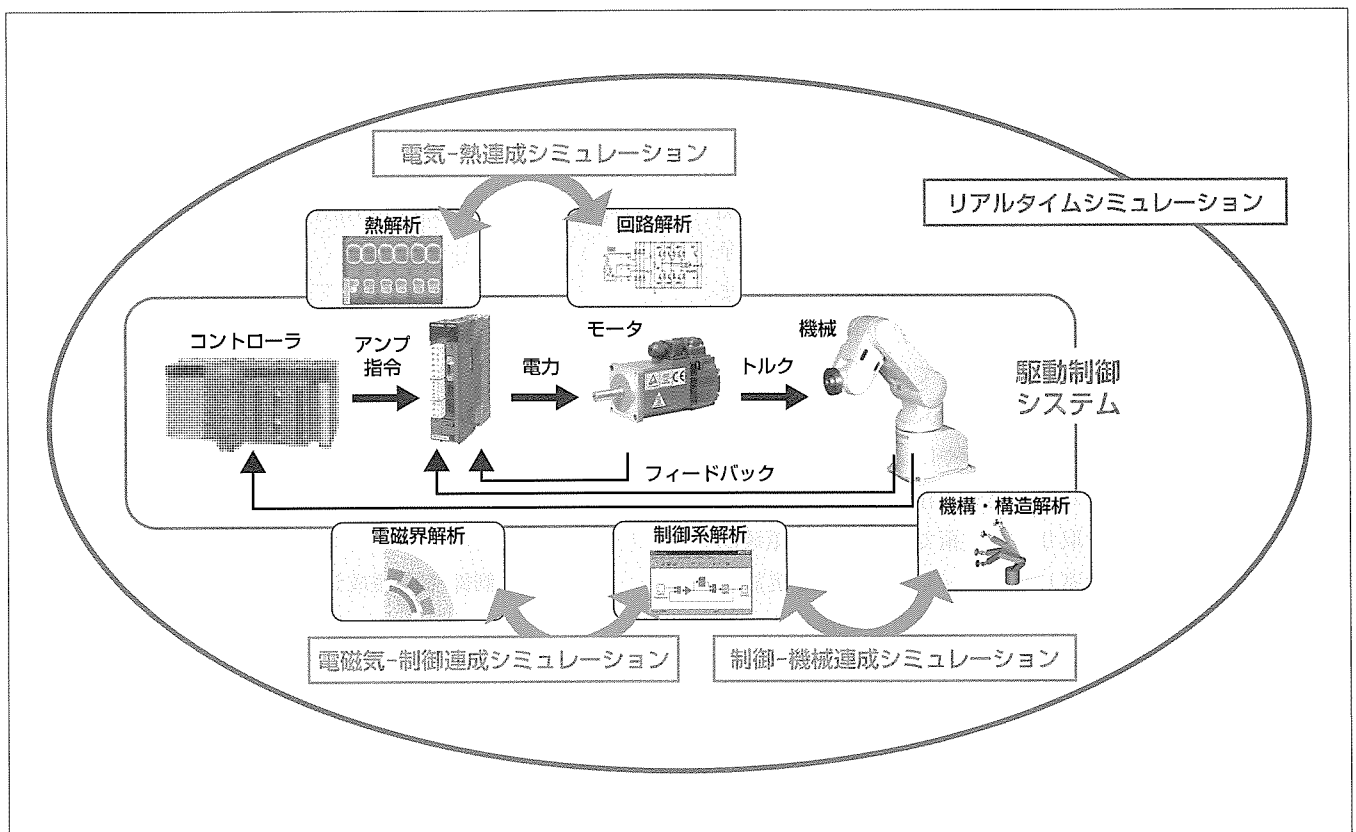 電気-熱連成シミュレーション
リアルタイムシミュレーション
熱解析
回路解析
コントローラ
アンプ
指令
電力
モータ
トルク
機械
駆動制御
システム
フィードバック
電磁界解析
制御系解析
機構・構造解析
電磁気-制御連成シミュレーション
制御-機械連成シミュレーション